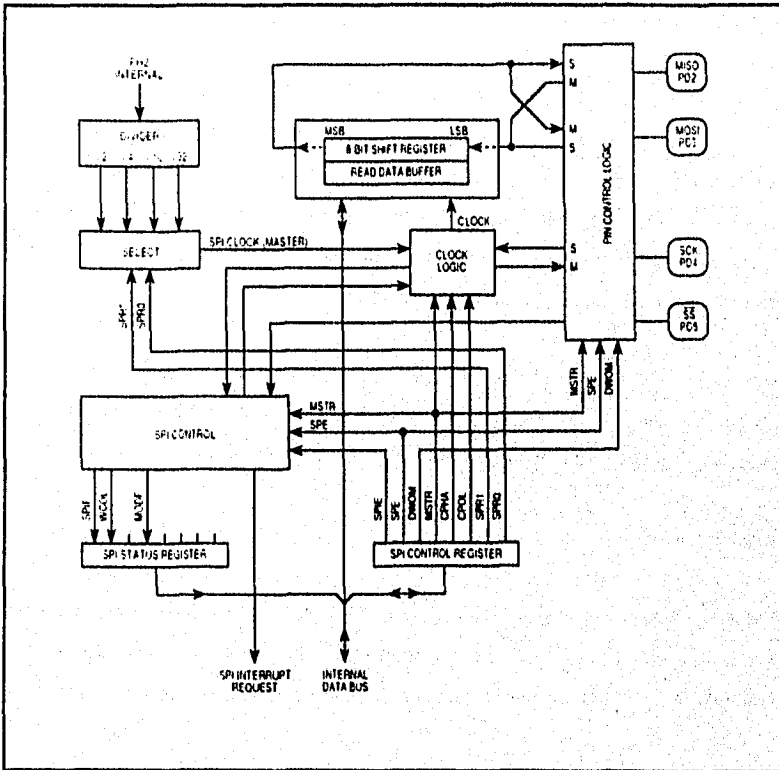 INTERNAL
DIVIDER
SELECT
SPI CLOCK (MASTER)
SPR1
SPR0
MSB
LSB
8 BIT SHIFT REGISTER
READ DATA BUFFER
CLOCK
CLOCK
LOGIC
S
M
M
S
S
M
PIN CONTROL LOGIC
MISO
PD2
MOSI
PD3
SCK
PD4
SS
PD5
MSTR
SPE
DWOM
MSTR
SPE
SPI CONTROL
SPIF
WCOL
MODF
SPI STATUS REGISTER
SPIE
SPE
DWOM
MSTR
CPHA
CPOL
SPR1
SPR0
SPI CONTROL REGISTER
SPI INTERRUPT
REQUEST
INTERNAL
DATA BUS